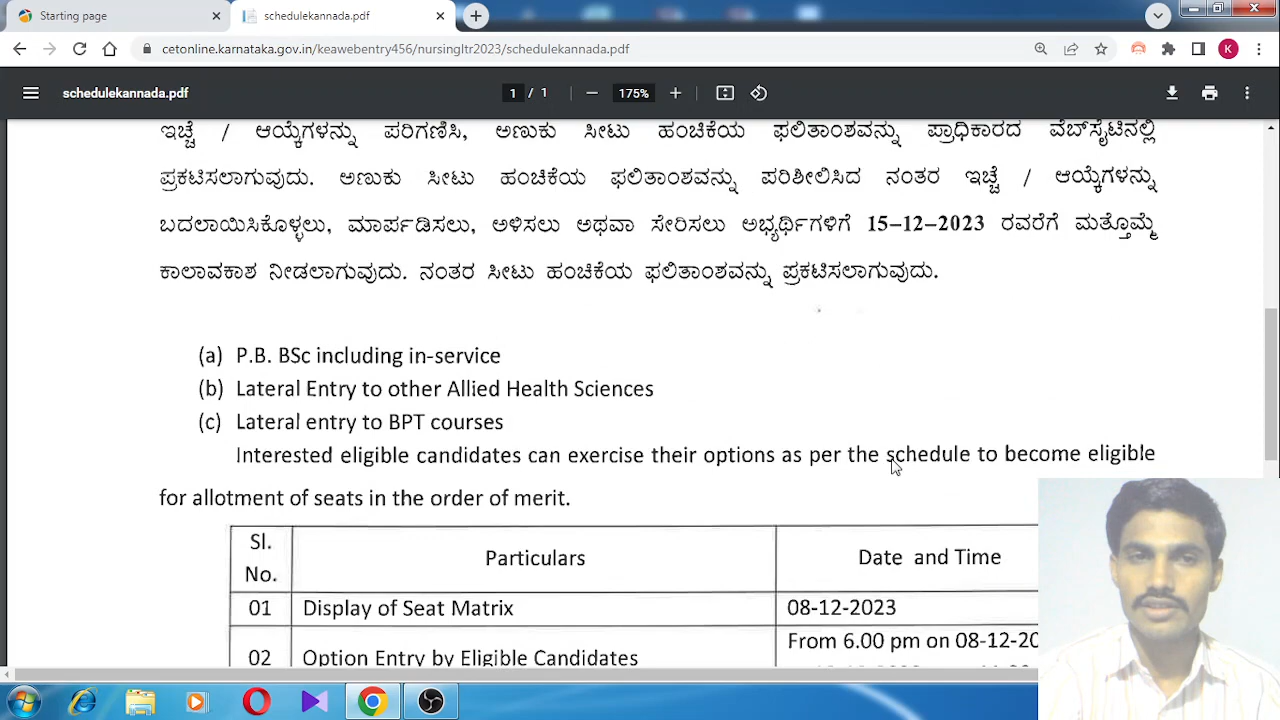 Starting page
schedulekannada.pdf
cetonline.karnataka.gov.in/keawebentry456/nursingltr2023/schedulekannada.pdf
K
schedulekannada.pdf
1 / 1
175%
ಇಚ್ಛೆ / ಆಯ್ಕೆಗಳನ್ನು ಪರಿಗಣಿಸಿ, ಅಣುಕು ಸೀಟು ಹಂಚಿಕೆಯ ಫಲಿತಾಂಶವನ್ನು ಪ್ರಾಧಿಕಾರದ ವೆಬ್‌ಸೈಟಿನಲ್ಲಿ
ಪ್ರಕಟಿಸಲಾಗುವುದು. ಅಣುಕು ಸೀಟು ಹಂಚಿಕೆಯ ಫಲಿತಾಂಶವನ್ನು ಪರಿಶೀಲಿಸಿದ ನಂತರ ಇಚ್ಛೆ / ಆಯ್ಕೆಗಳನ್ನು
ಬದಲಾಯಿಸಿಕೊಳ್ಳಲು, ಮಾರ್ಪಡಿಸಲು, ಅಳಿಸಲು ಅಥವಾ ಸೇರಿಸಲು ಅಭ್ಯರ್ಥಿಗಳಿಗೆ 15-12-2023 ರವರೆಗೆ ಮತ್ತೊಮ್ಮೆ
ಕಾಲಾವಕಾಶ ನೀಡಲಾಗುವುದು. ನಂತರ ಸೀಟು ಹಂಚಿಕೆಯ ಫಲಿತಾಂಶವನ್ನು ಪ್ರಕಟಿಸಲಾಗುವುದು.
(a) P.B. BSc including in-service
(b) Lateral Entry to other Allied Health Sciences
(c) Lateral entry to BPT courses
Interested eligible candidates can exercise their options as per the schedule to become eligible
for allotment of seats in the order of merit.
Sl. No. Particulars Date and Time
01 Display of Seat Matrix 08-12-2023
02 Option Entry by Eligible Candidates From 6.00 pm on 08-12-20